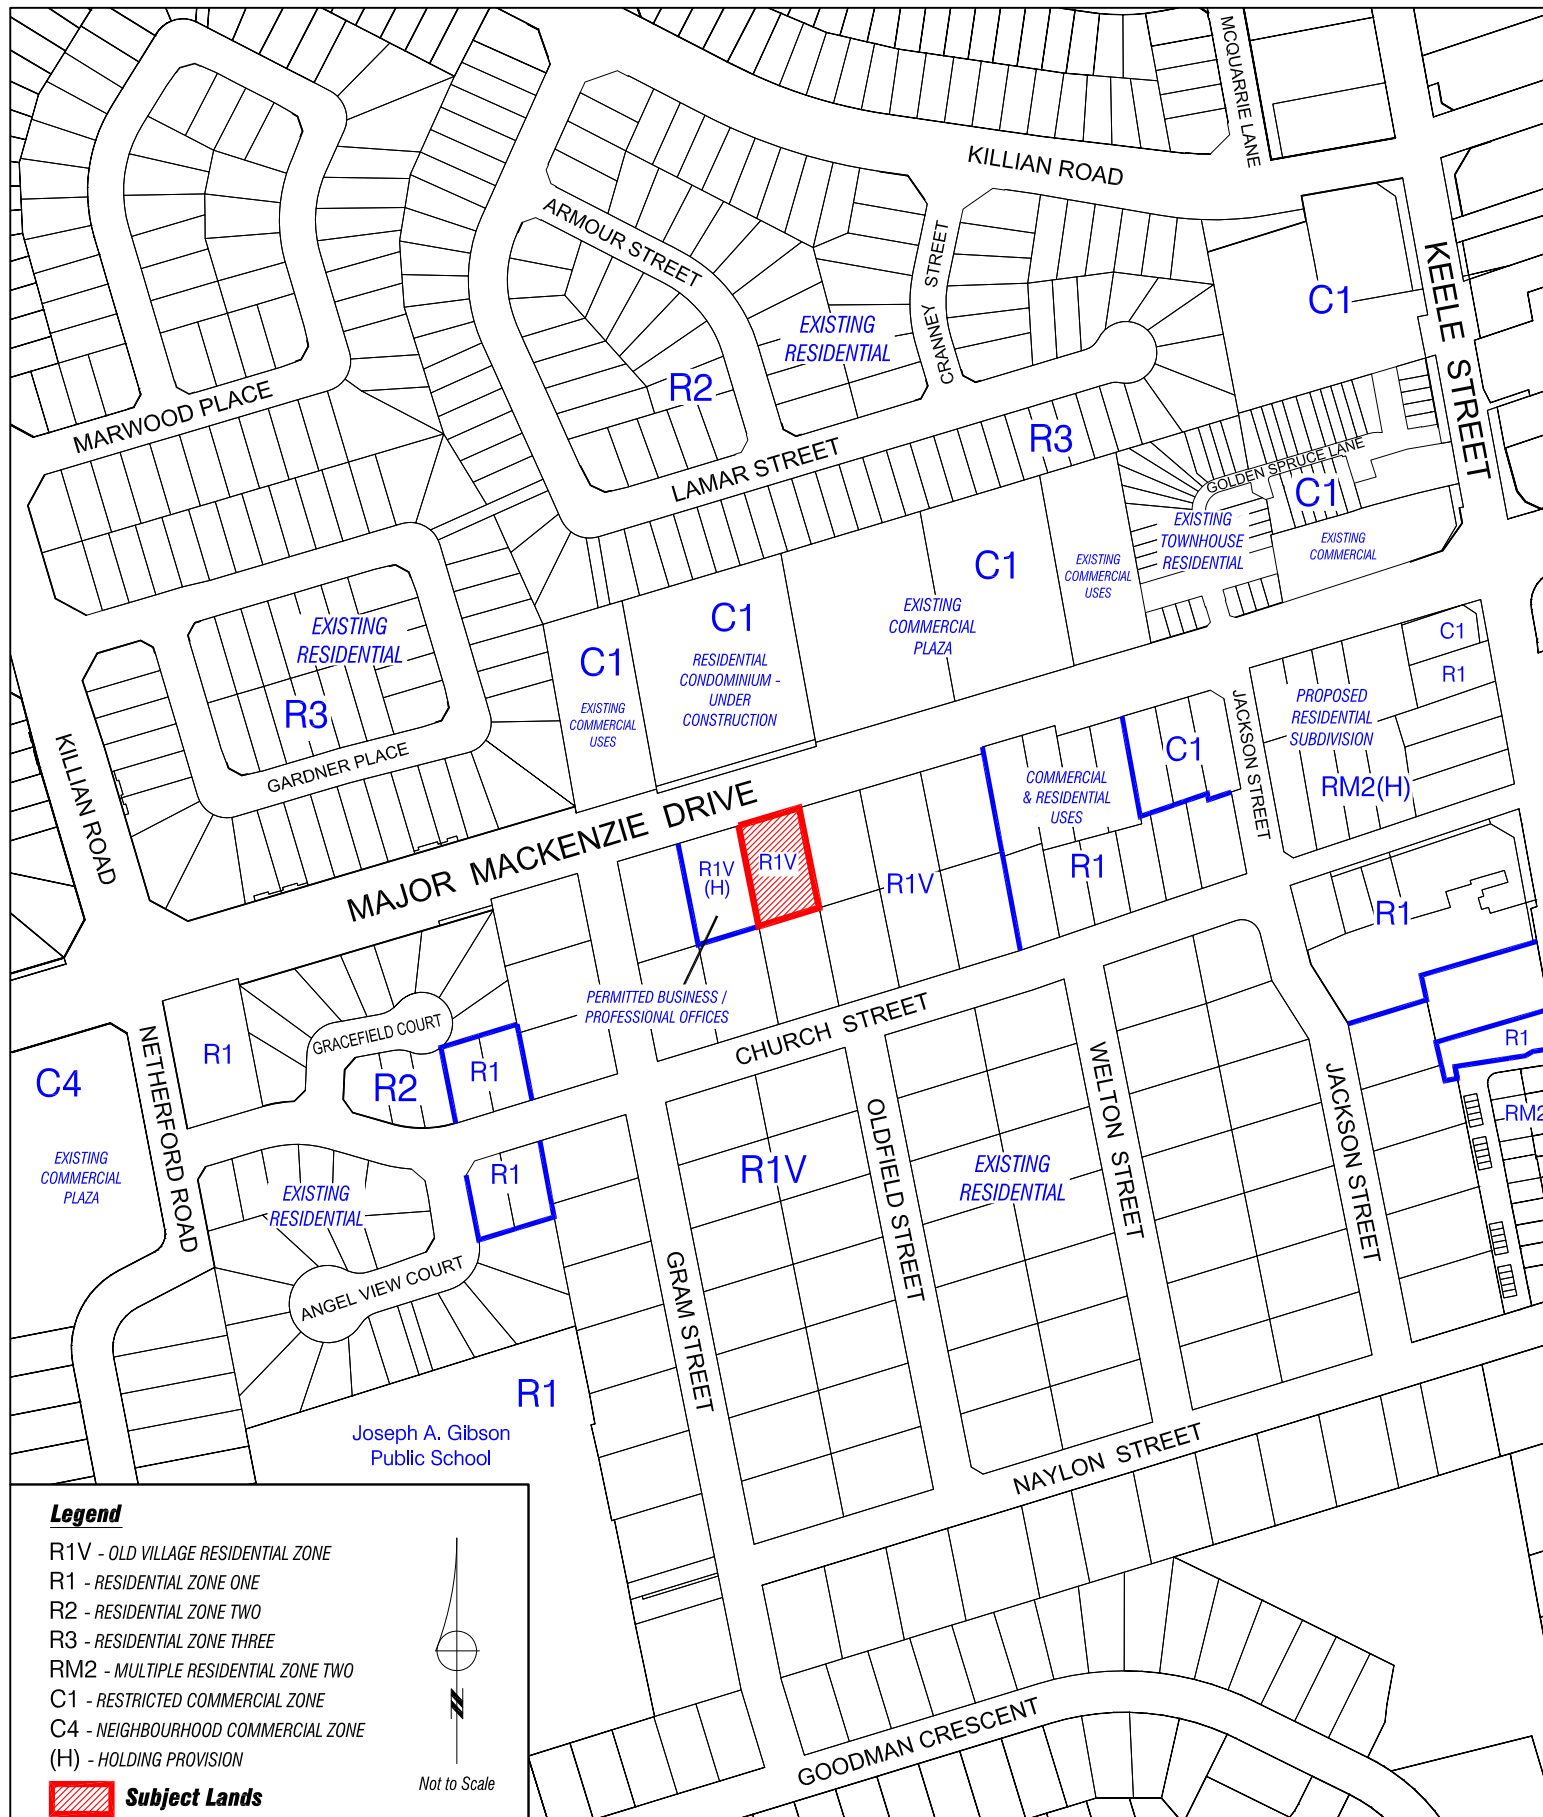 MCQUARRIE LANE
KILLIAN ROAD
ARMOUR STREET
CRANNEY STREET
KEELE STREET
C1
EXISTING
RESIDENTIAL
R2
MARWOOD PLACE
LAMAR STREET
R3
GOLDEN SPRUCE LANE
C1
EXISTING
TOWNHOUSE
RESIDENTIAL
EXISTING
COMMERCIAL
C1
EXISTING
COMMERCIAL
USES
EXISTING
COMMERCIAL
PLAZA
C1
RESIDENTIAL
CONDOMINIUM -
UNDER
CONSTRUCTION
C1
EXISTING
COMMERCIAL
USES
EXISTING
RESIDENTIAL
R3
GARDNER PLACE
KILLIAN ROAD
C1
R1
PROPOSED
RESIDENTIAL
SUBDIVISION
RM2(H)
JACKSON STREET
C1
COMMERCIAL
& RESIDENTIAL
USES
R1
MAJOR MACKENZIE DRIVE
R1V
(H)
R1V
R1V
R1
PERMITTED BUSINESS /
PROFESSIONAL OFFICES
CHURCH STREET
GRACEFIELD COURT
NETHERFORD ROAD
R1
R2
R1
C4
EXISTING
COMMERCIAL
PLAZA
R1
EXISTING
RESIDENTIAL
ANGEL VIEW COURT
R1V
OLDFIELD STREET
EXISTING
RESIDENTIAL
WELTON STREET
JACKSON STREET
R1
RM2
GRAM STREET
R1
Joseph A. Gibson
Public School
NAYLON STREET
GOODMAN CRESCENT
Legend
R1V - OLD VILLAGE RESIDENTIAL ZONE
R1 - RESIDENTIAL ZONE ONE
R2 - RESIDENTIAL ZONE TWO
R3 - RESIDENTIAL ZONE THREE
RM2 - MULTIPLE RESIDENTIAL ZONE TWO
C1 - RESTRICTED COMMERCIAL ZONE
C4 - NEIGHBOURHOOD COMMERCIAL ZONE
(H) - HOLDING PROVISION
Subject Lands
N
Not to Scale